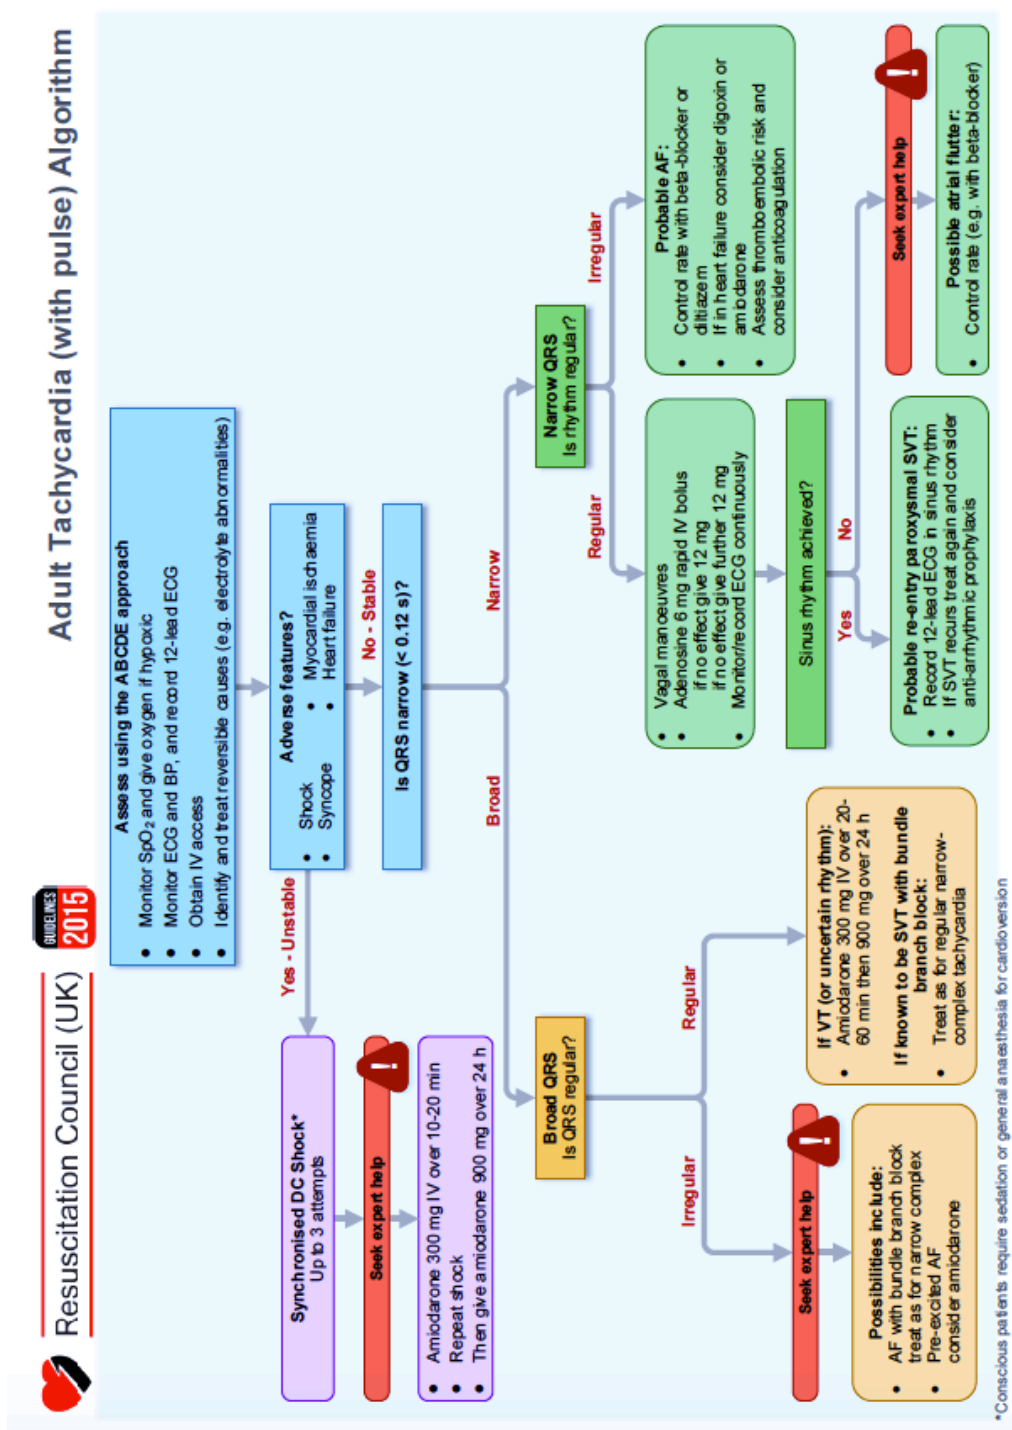 Resuscitation Council (UK)
GUIDELINES
2015
Adult Tachycardia (with pulse) Algorithm
Assess using the ABCDE approach
• Monitor SpO2 and give oxygen if hypoxic
• Monitor ECG and BP, and record 12-lead ECG
• Obtain IV access
• Identify and treat reversible causes (e.g. electrolyte abnormalities)
Adverse features?
• Shock • Myocardial ischaemia
• Syncope • Heart failure
Yes - Unstable
No - Stable
Synchronised DC Shock*
Up to 3 attempts
Seek expert help
!
• Amiodarone 300 mg IV over 10-20 min
• Repeat shock
• Then give amiodarone 900 mg over 24 h
Is QRS narrow (< 0.12 s)?
Broad
Narrow
Broad QRS
Is QRS regular?
Narrow QRS
Is rhythm regular?
Irregular
Regular
Regular
Irregular
Seek expert help
!
Possibilities include:
• AF with bundle branch block
treat as for narrow complex
• Pre-excited AF
consider amiodarone
If VT (or uncertain rhythm):
• Amiodarone 300 mg IV over 20-
60 min then 900 mg over 24 h
If known to be SVT with bundle
branch block:
• Treat as for regular narrow-
complex tachycardia
• Vagal manoeuvres
• Adenosine 6 mg rapid IV bolus
if no effect give 12 mg
if no effect give further 12 mg
• Monitor/record ECG continuously
Probable AF:
• Control rate with beta-blocker or
diltiazem
• If in heart failure consider digoxin or
amiodarone
• Assess thromboembolic risk and
consider anticoagulation
Sinus rhythm achieved?
Yes
No
Probable re-entry paroxysmal SVT:
• Record 12-lead ECG in sinus rhythm
• If SVT recurs treat again and consider
anti-arrhythmic prophylaxis
Seek expert help
!
Possible atrial flutter:
• Control rate (e.g. with beta-blocker)
*Conscious patients require sedation or general anaesthesia for cardioversion